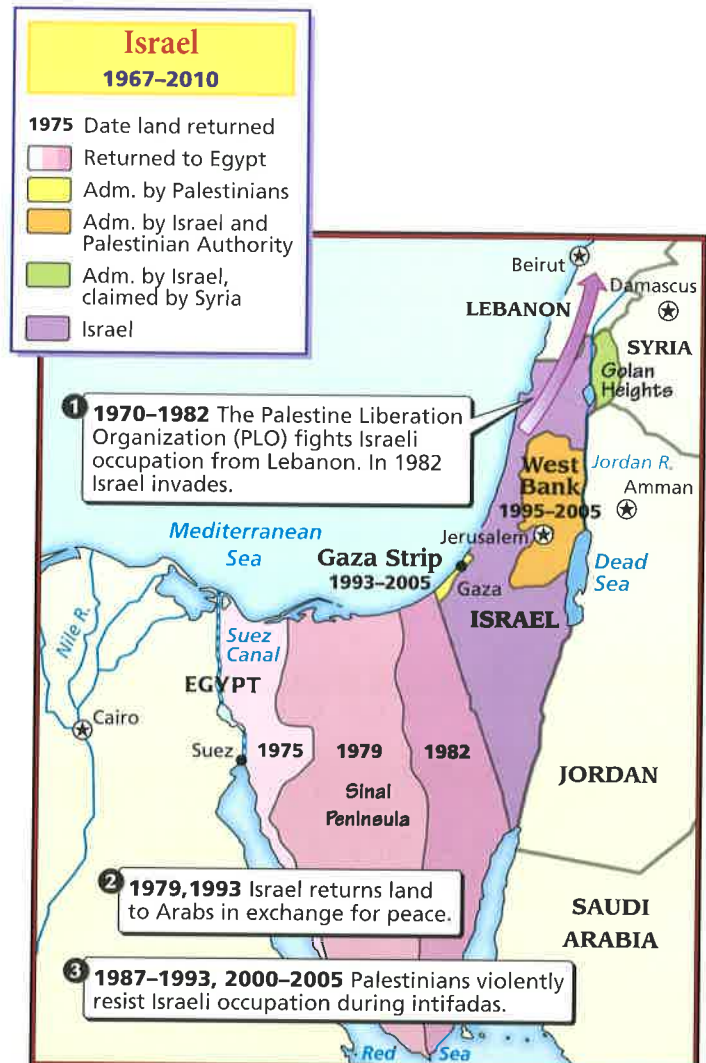 Israel
1967–2010
1975 Date land returned
Returned to Egypt
Adm. by Palestinians
Adm. by Israel and
Palestinian Authority
Adm. by Israel,
claimed by Syria
Israel
Beirut
Damascus
LEBANON
SYRIA
Golan
Heights
1 1970–1982 The Palestine Liberation
Organization (PLO) fights Israeli
occupation from Lebanon. In 1982
Israel invades.
West
Bank
1995–2005
Jordan R.
Amman
Jerusalem
Mediterranean
Sea
Gaza Strip
1993–2005
Gaza
Dead
Sea
ISRAEL
Nile R.
Suez
Canal
EGYPT
Cairo
Suez
1975
1979
1982
Sinai
Peninsula
JORDAN
2 1979,1993 Israel returns land
to Arabs in exchange for peace.
SAUDI
ARABIA
3 1987–1993, 2000–2005 Palestinians violently
resist Israeli occupation during intifadas.
Red Sea